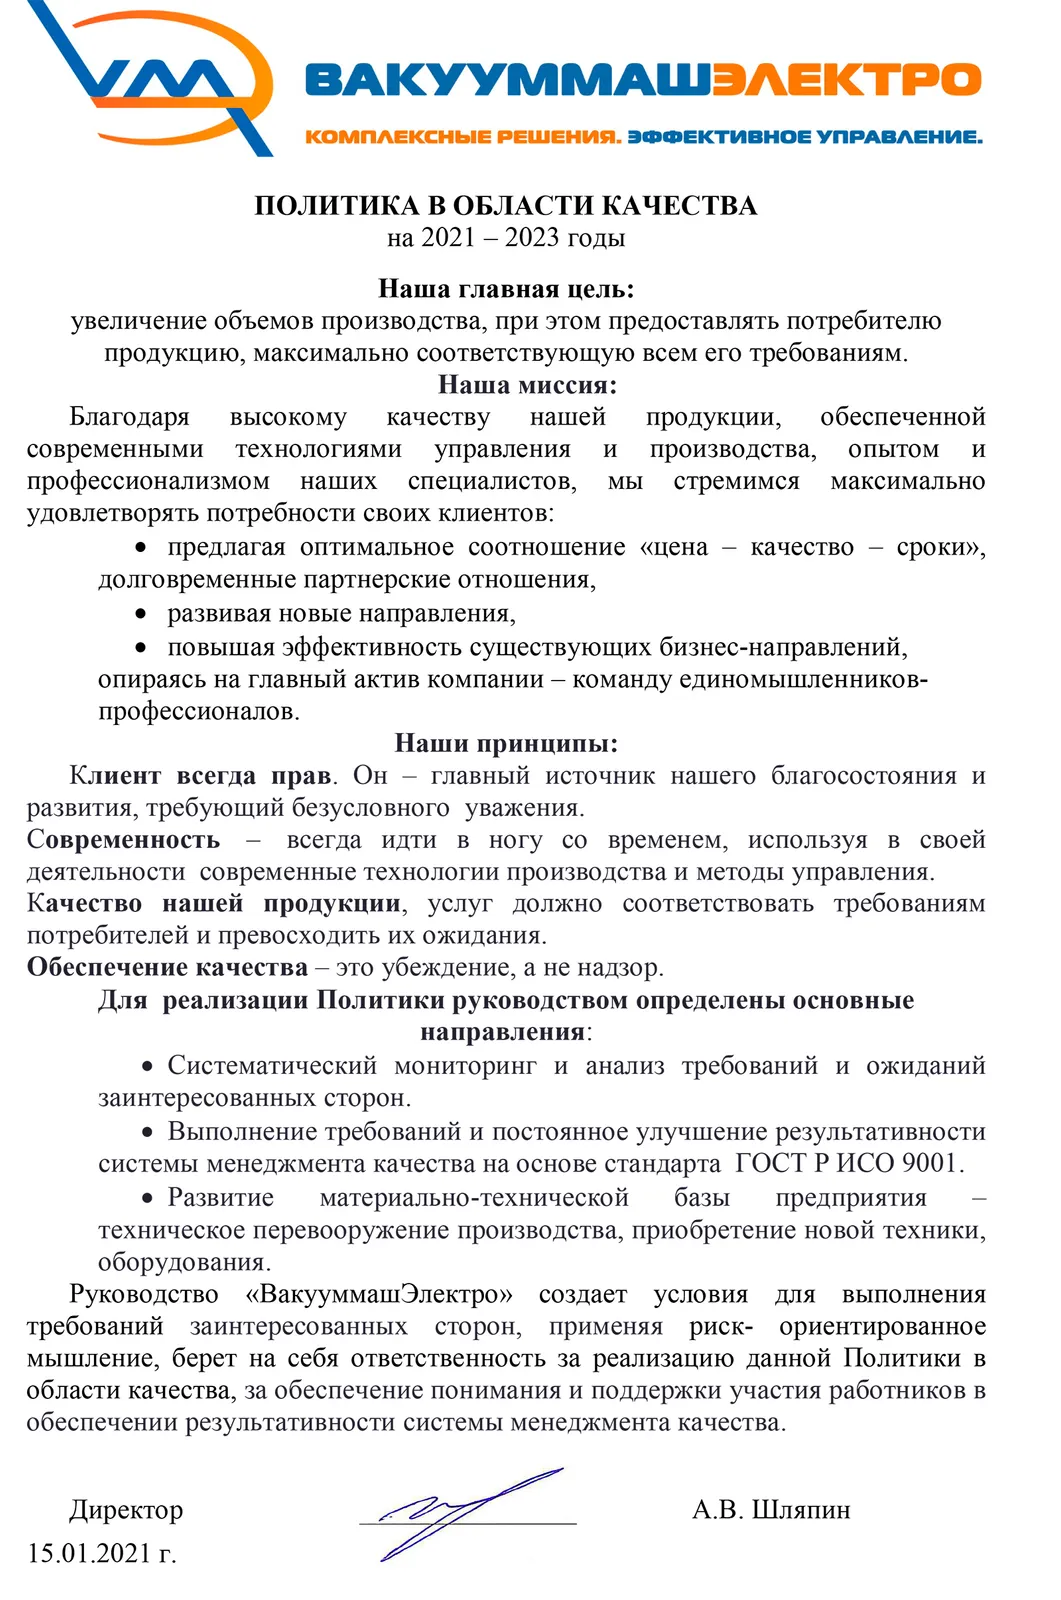 VM
ВАКУУММАШЭЛЕКТРО
КОМПЛЕКСНЫЕ РЕШЕНИЯ. ЭФФЕКТИВНОЕ УПРАВЛЕНИЕ.
ПОЛИТИКА В ОБЛАСТИ КАЧЕСТВА
на 2021 – 2023 годы
Наша главная цель:
увеличение объемов производства, при этом предоставлять потребителю
продукцию, максимально соответствующую всем его требованиям.
Наша миссия:
Благодаря высокому качеству нашей продукции, обеспеченной
современными технологиями управления и производства, опытом и
профессионализмом наших специалистов, мы стремимся максимально
удовлетворять потребности своих клиентов:
• предлагая оптимальное соотношение «цена – качество – сроки»,
долговременные партнерские отношения,
• развивая новые направления,
• повышая эффективность существующих бизнес-направлений,
опираясь на главный актив компании – команду единомышленников-
профессионалов.
Наши принципы:
Клиент всегда прав. Он – главный источник нашего благосостояния и
развития, требующий безусловного уважения.
Современность – всегда идти в ногу со временем, используя в своей
деятельности современные технологии производства и методы управления.
Качество нашей продукции, услуг должно соответствовать требованиям
потребителей и превосходить их ожидания.
Обеспечение качества – это убеждение, а не надзор.
Для реализации Политики руководством определены основные
направления:
• Систематический мониторинг и анализ требований и ожиданий
заинтересованных сторон.
• Выполнение требований и постоянное улучшение результативности
системы менеджмента качества на основе стандарта ГОСТ Р ИСО 9001.
• Развитие материально-технической базы предприятия –
техническое перевооружение производства, приобретение новой техники,
оборудования.
Руководство «ВакууммашЭлектро» создает условия для выполнения
требований заинтересованных сторон, применяя риск- ориентированное
мышление, берет на себя ответственность за реализацию данной Политики в
области качества, за обеспечение понимания и поддержки участия работников в
обеспечении результативности системы менеджмента качества.
Директор А.В. Шляпин
15.01.2021 г.